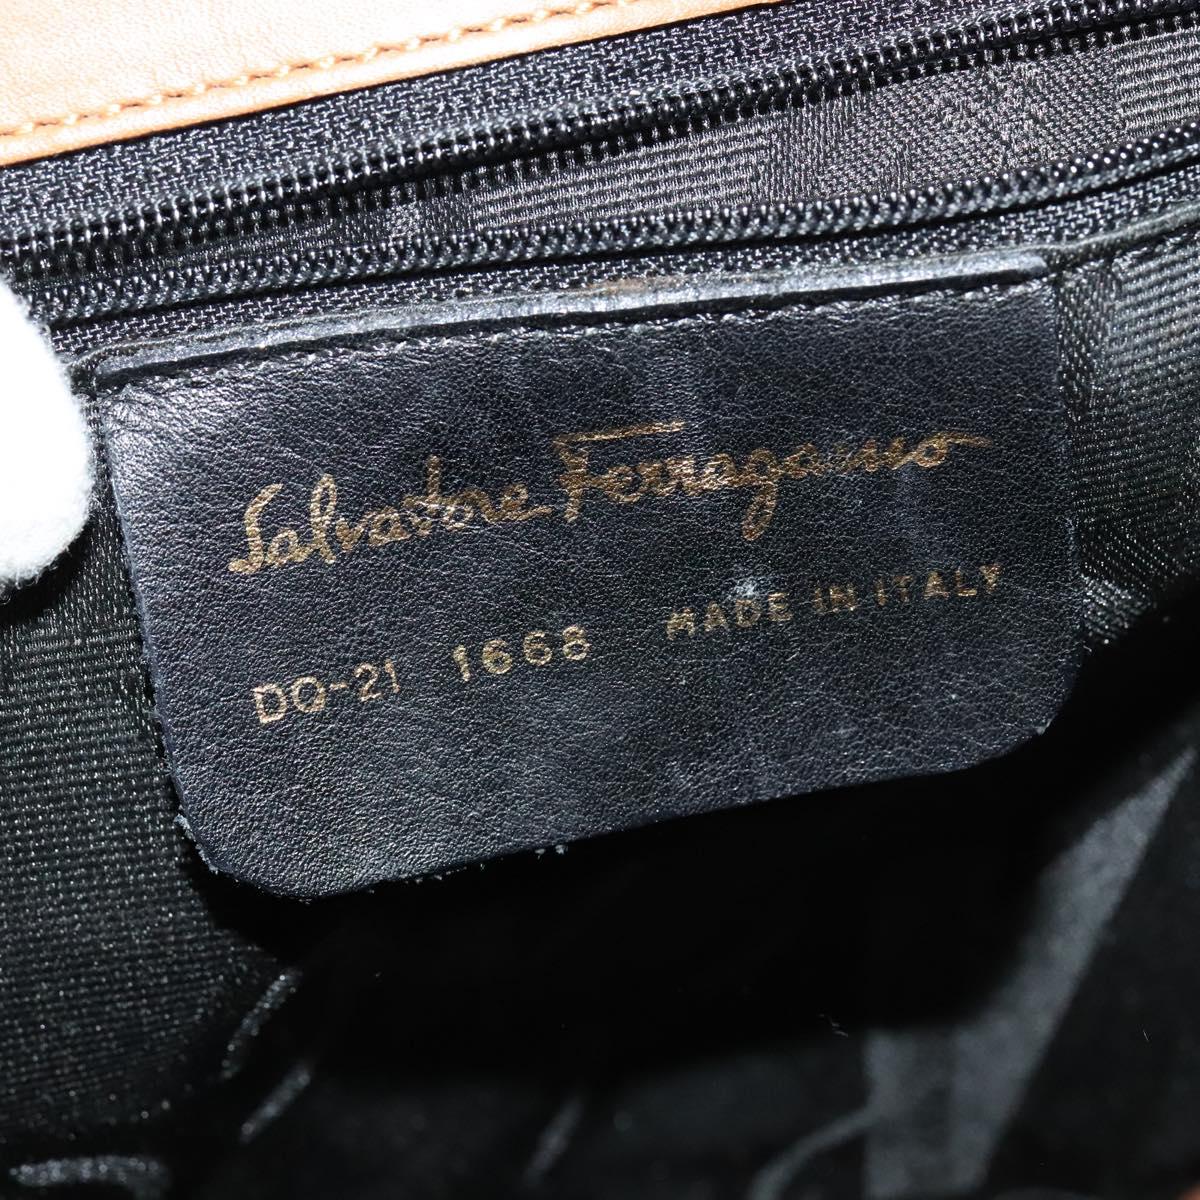 Salvatore Ferragamo
DQ-21 1668 MADE IN ITALY